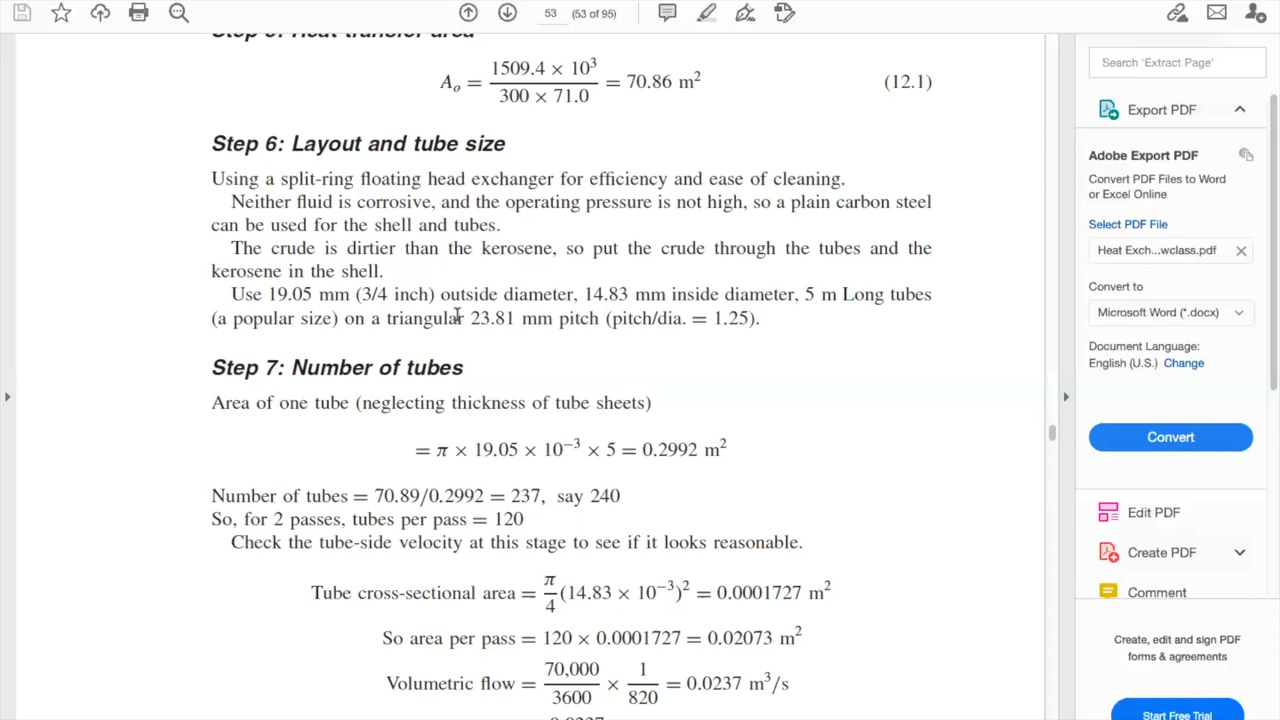 53 (53 of 95)
Step 5: Heat transfer area
A_o = 1509.4 × 10³ / 300 × 71.0 = 70.86 m² (12.1)
Step 6: Layout and tube size
Using a split-ring floating head exchanger for efficiency and ease of cleaning.
Neither fluid is corrosive, and the operating pressure is not high, so a plain carbon steel
can be used for the shell and tubes.
The crude is dirtier than the kerosene, so put the crude through the tubes and the
kerosene in the shell.
Use 19.05 mm (3/4 inch) outside diameter, 14.83 mm inside diameter, 5 m Long tubes
(a popular size) on a triangular 23.81 mm pitch (pitch/dia. = 1.25).
Step 7: Number of tubes
Area of one tube (neglecting thickness of tube sheets)
= π × 19.05 × 10⁻³ × 5 = 0.2992 m²
Number of tubes = 70.89/0.2992 = 237, say 240
So, for 2 passes, tubes per pass = 120
Check the tube-side velocity at this stage to see if it looks reasonable.
Tube cross-sectional area = π/4 (14.83 × 10⁻³)² = 0.0001727 m²
So area per pass = 120 × 0.0001727 = 0.02073 m²
Volumetric flow = 70,000/3600 × 1/820 = 0.0237 m³/s
Search 'Extract Page'
Export PDF
Adobe Export PDF
Convert PDF Files to Word
or Excel Online
Select PDF File
Heat Exch...wclass.pdf
Convert to
Microsoft Word (*.docx)
Document Language:
English (U.S.) Change
Convert
Edit PDF
Create PDF
Comment
Create, edit and sign PDF
forms & agreements
Start Free Trial